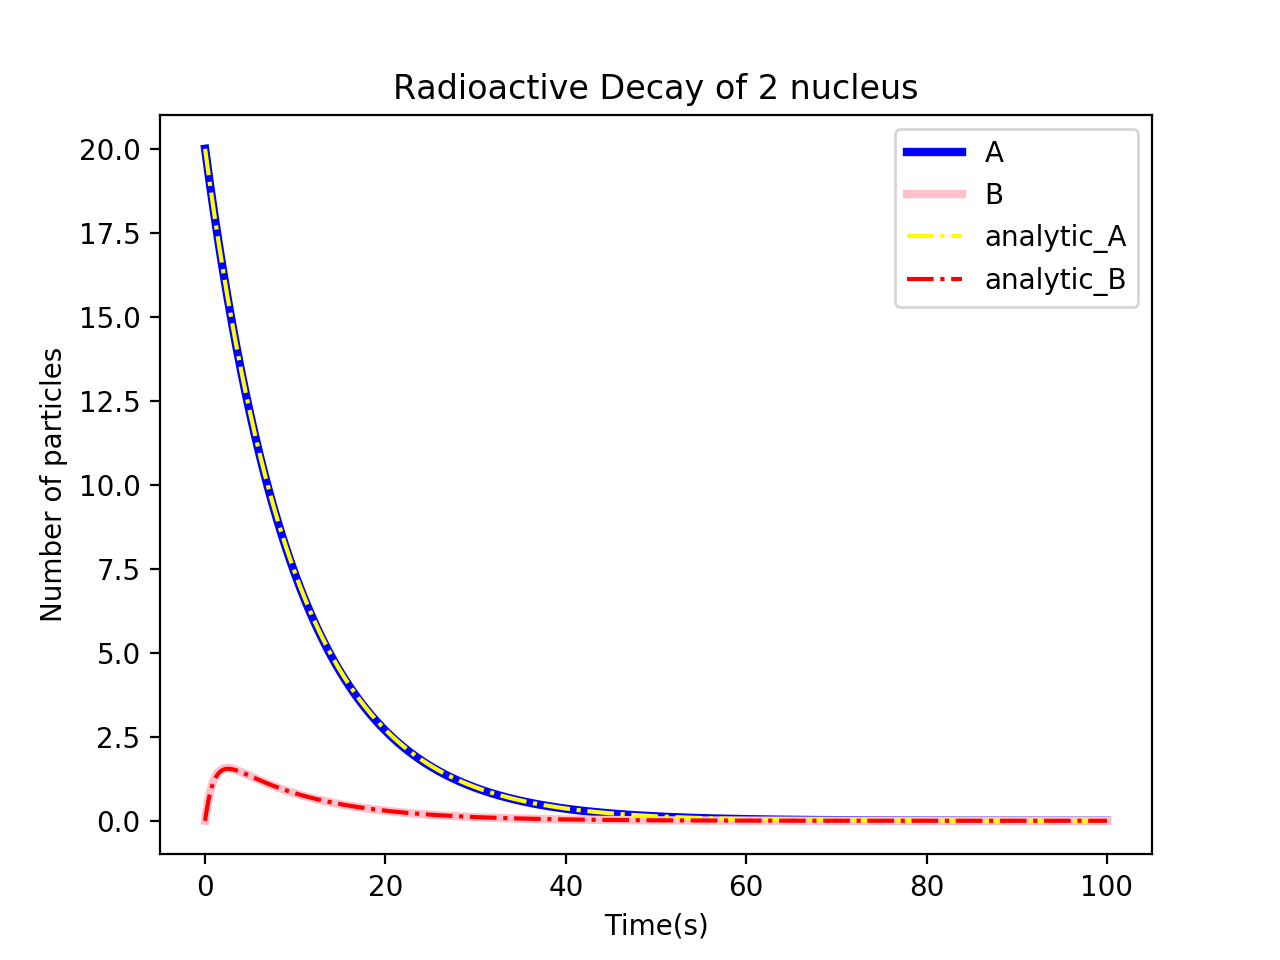 Radioactive Decay of 2 nucleus
A
B
analytic_A
analytic_B
Number of particles
20.0
17.5
15.0
12.5
10.0
7.5
5.0
2.5
0.0
0 20 40 60 80 100
Time(s)